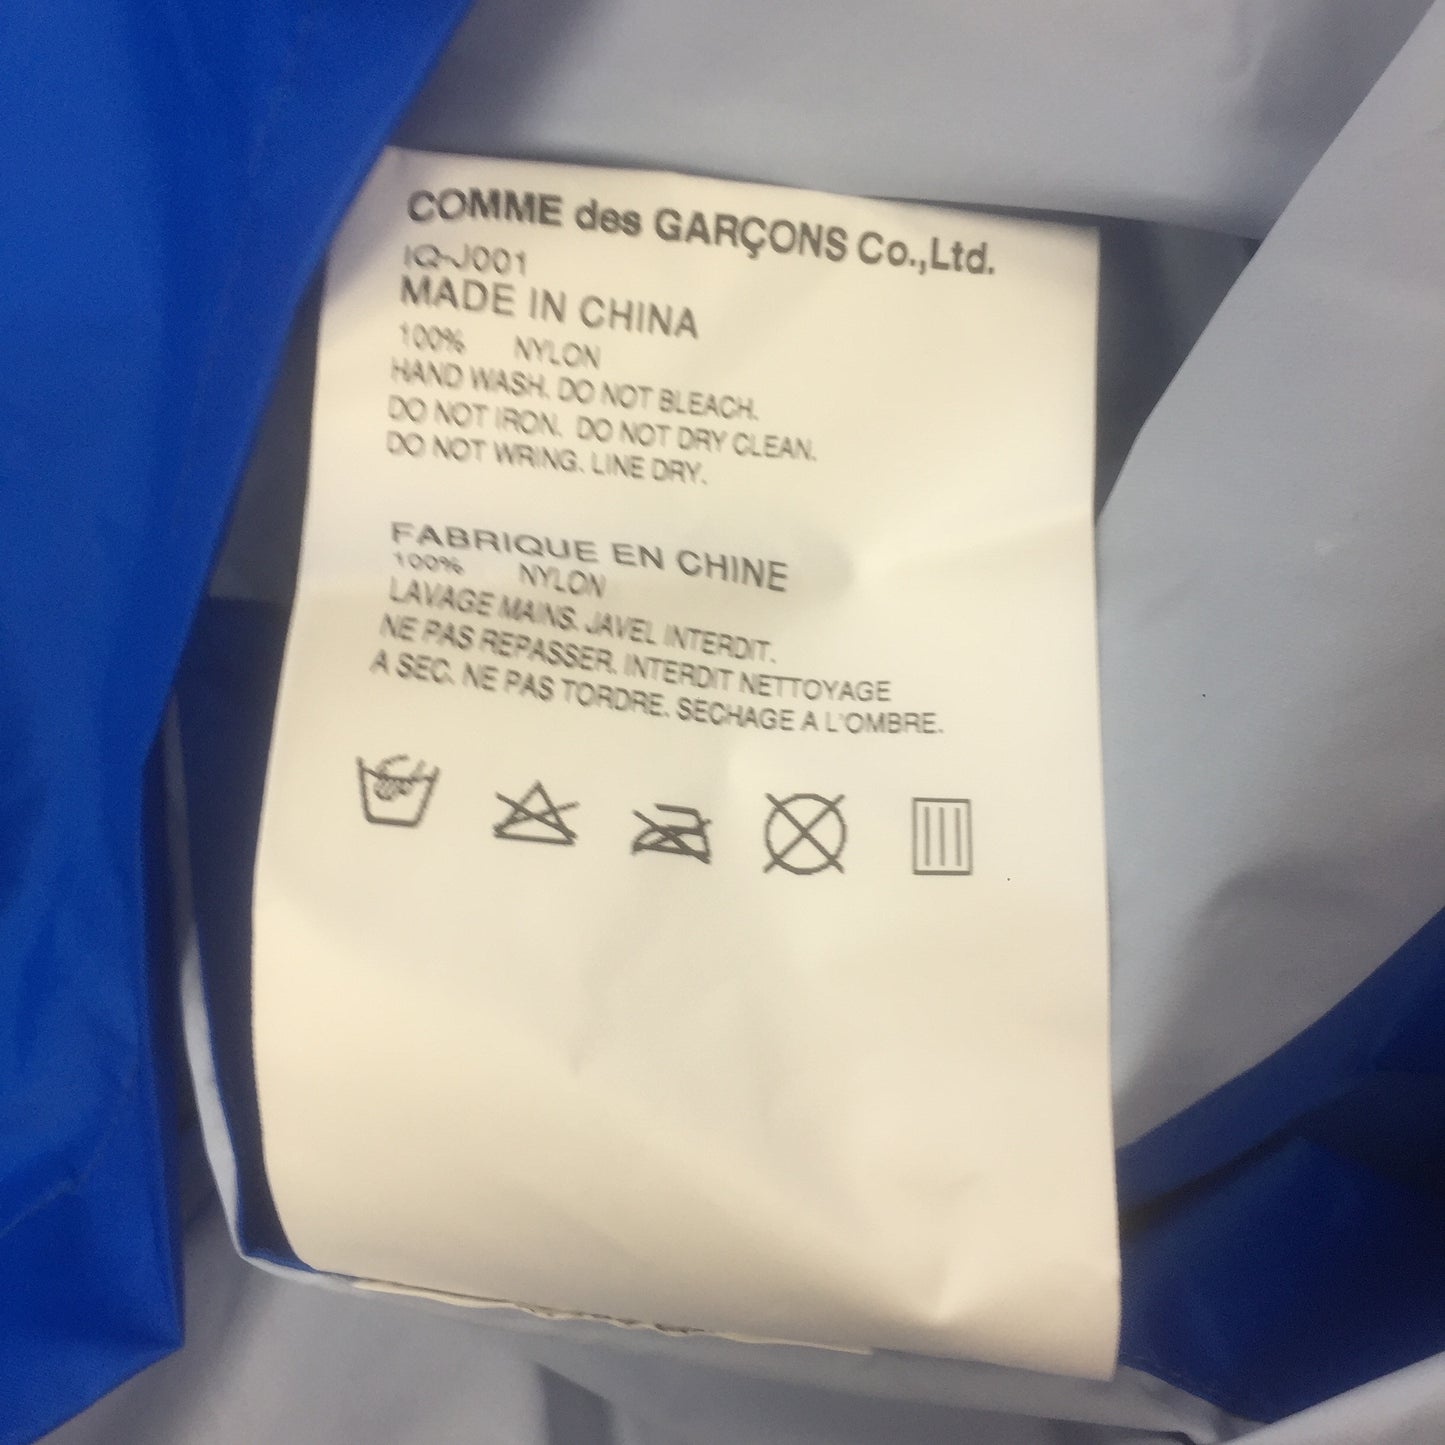 COMME des GARÇONS Co.,Ltd.
IQ-J001
MADE IN CHINA
100% NYLON
HAND WASH. DO NOT BLEACH.
DO NOT IRON. DO NOT DRY CLEAN.
DO NOT WRING. LINE DRY.
FABRIQUE EN CHINE
100% NYLON
LAVAGE MAINS. JAVEL INTERDIT.
NE PAS REPASSER. INTERDIT NETTOYAGE
A SEC. NE PAS TORDRE. SECHAGE A L'OMBRE.